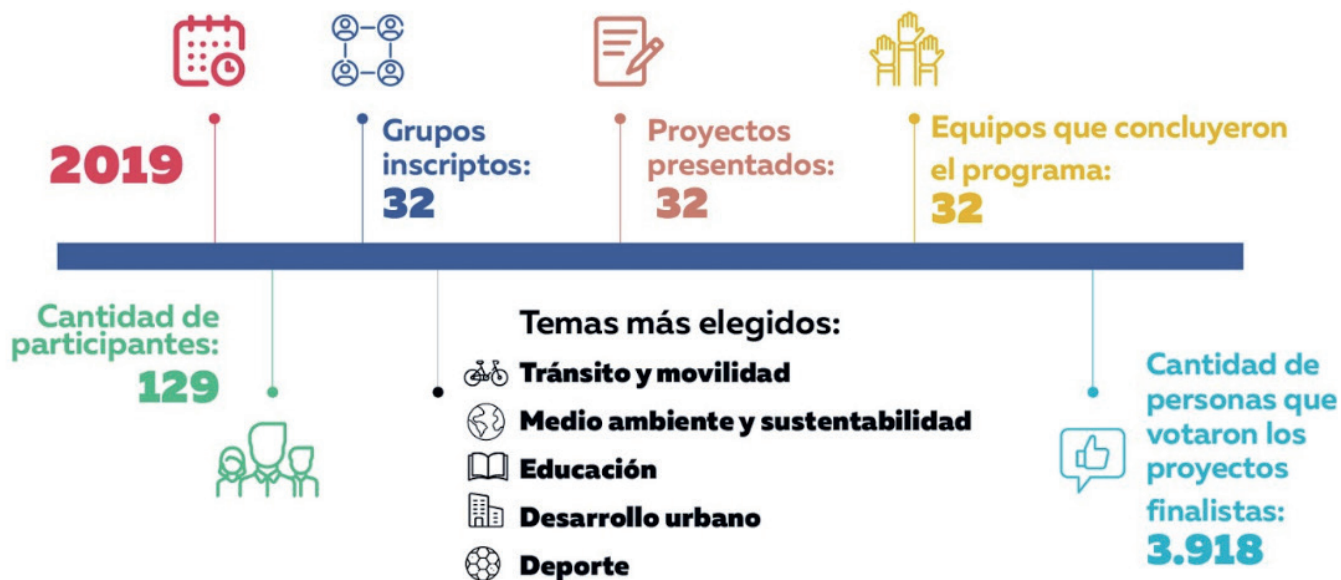 2019
Grupos
inscriptos:
32
Proyectos
presentados:
32
Equipos que concluyeron
el programa:
32
Cantidad de
participantes:
129
Temas más elegidos:
Tránsito y movilidad
Medio ambiente y sustentabilidad
Educación
Desarrollo urbano
Deporte
Cantidad de
personas que
votaron los
proyectos
finalistas:
3.918